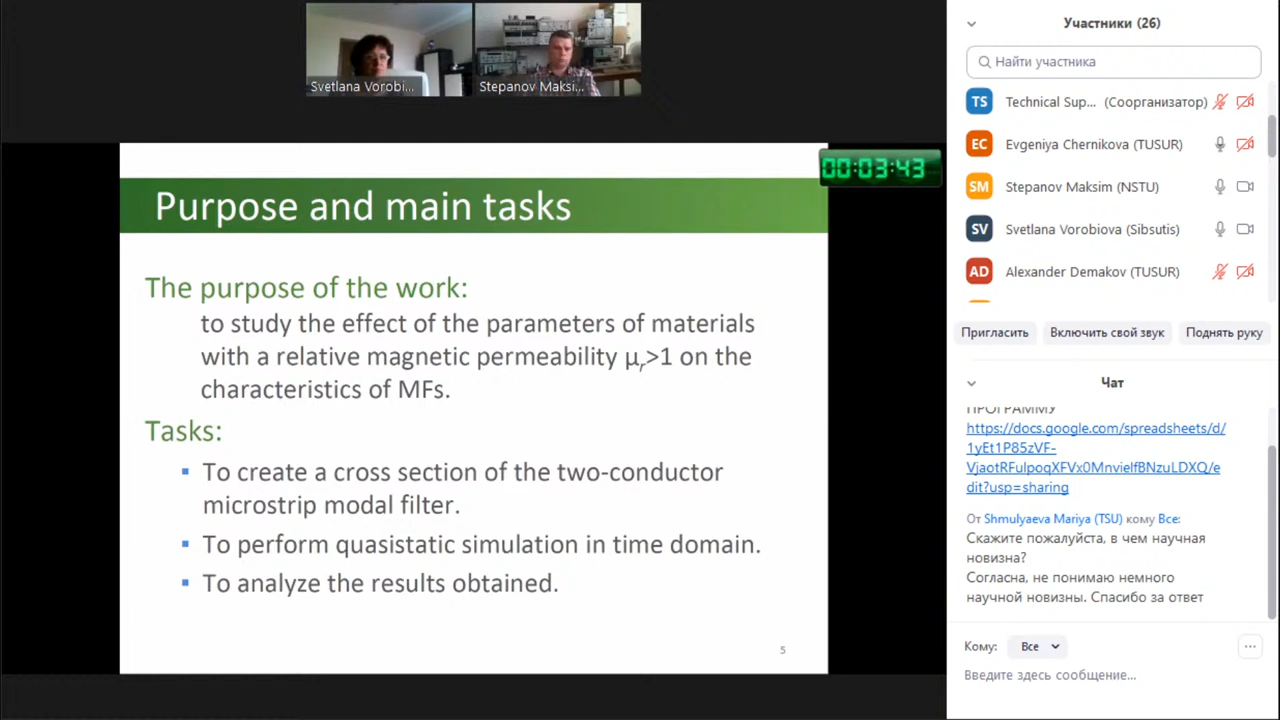 Svetlana Vorobi...
Stepanov Maksi...
00:03:43
Purpose and main tasks
The purpose of the work:
to study the effect of the parameters of materials
with a relative magnetic permeability μr>1 on the
characteristics of MFs.
Tasks:
▪ To create a cross section of the two-conductor
microstrip modal filter.
▪ To perform quasistatic simulation in time domain.
▪ To analyze the results obtained.
5
Участники (26)
Найти участника
TS Technical Sup... (Соорганизатор)
EC Evgeniya Chernikova (TUSUR)
SM Stepanov Maksim (NSTU)
SV Svetlana Vorobiova (Sibsutis)
AD Alexander Demakov (TUSUR)
Пригласить Включить свой звук Поднять руку
Чат
ПРОГРАММУ
https://docs.google.com/spreadsheets/d/
1yEt1P85zVF-
VjaotRFulpoqXFVx0MnvielfBNzuLDXQ/e
dit?usp=sharing
От Shmulyaeva Mariya (TSU) кому Все:
Скажите пожалуйста, в чем научная
новизна?
Согласна, не понимаю немного
научной новизны. Спасибо за ответ
Кому: Все ...
Введите здесь сообщение...